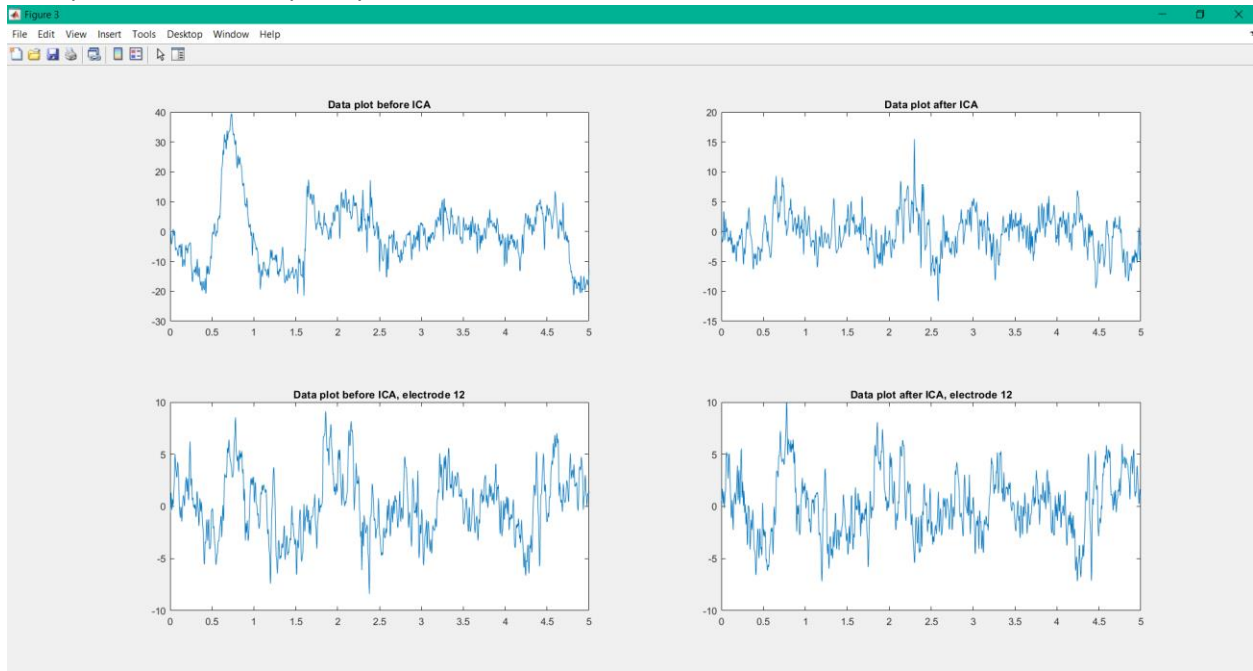 Figure 3
File Edit View Insert Tools Desktop Window Help
Data plot before ICA
40
30
20
10
0
-10
-20
-30
0 0.5 1 1.5 2 2.5 3 3.5 4 4.5 5
Data plot after ICA
20
15
10
5
0
-5
-10
-15
0 0.5 1 1.5 2 2.5 3 3.5 4 4.5 5
Data plot before ICA, electrode 12
10
5
0
-5
-10
0 0.5 1 1.5 2 2.5 3 3.5 4 4.5 5
Data plot after ICA, electrode 12
10
5
0
-5
-10
0 0.5 1 1.5 2 2.5 3 3.5 4 4.5 5